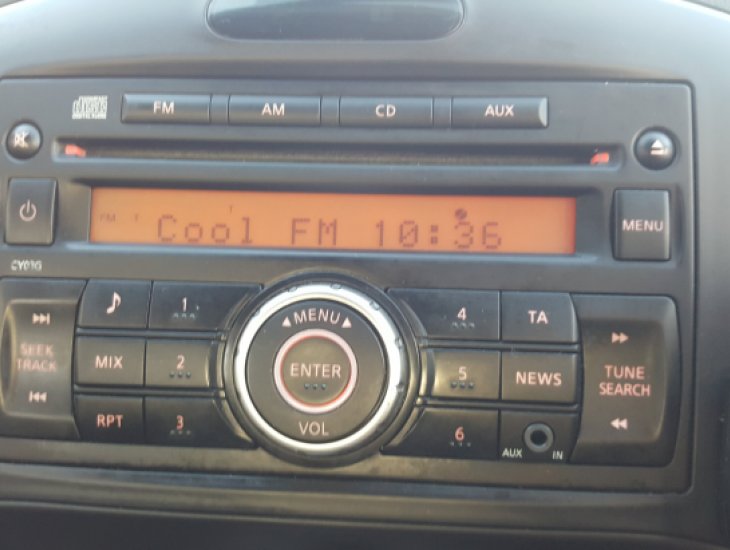 FM AM CD AUX
FM T Cool FM 10:36
MENU
CY03G
SEEK
TRACK
1
MENU
4
TA
MIX
2
ENTER
5
NEWS
TUNE
SEARCH
RPT
3
VOL
6
AUX IN